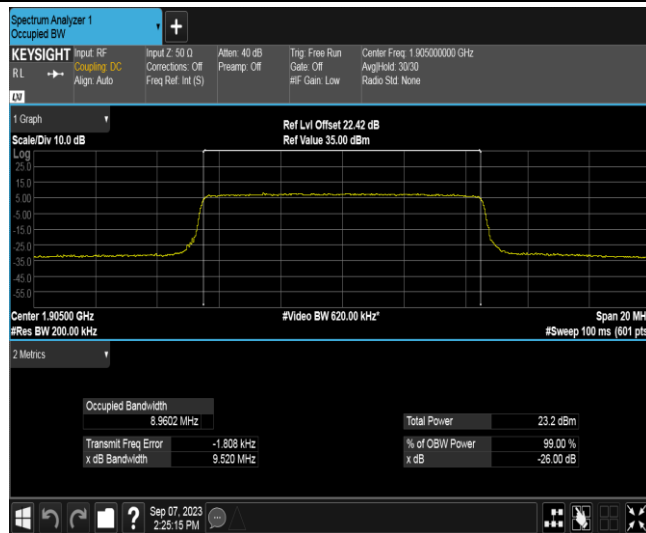 Spectrum Analyzer 1
Occupied BW
+
KEYSIGHT
RL
Input: RF
Coupling: DC
Align: Auto
Input Z: 50 Ω
Corrections: Off
Freq Ref: Int (S)
Atten: 40 dB
Preamp: Off
Trig: Free Run
Gate: Off
#IF Gain: Low
Center Freq: 1.905000000 GHz
Avg|Hold: 30/30
Radio Std: None
LXI
1 Graph
Scale/Div 10.0 dB
Ref Lvl Offset 22.42 dB
Ref Value 35.00 dBm
Log
25.0
15.0
5.00
-5.00
-15.0
-25.0
-35.0
-45.0
-55.0
Center 1.90500 GHz
#Res BW 200.00 kHz
#Video BW 620.00 kHz*
Span 20 MH
#Sweep 100 ms (601 pts
2 Metrics
Occupied Bandwidth
8.9602 MHz
Transmit Freq Error -1.808 kHz
x dB Bandwidth 9.520 MHz
Total Power 23.2 dBm
% of OBW Power 99.00 %
x dB -26.00 dB
?
Sep 07, 2023
2:25:15 PM